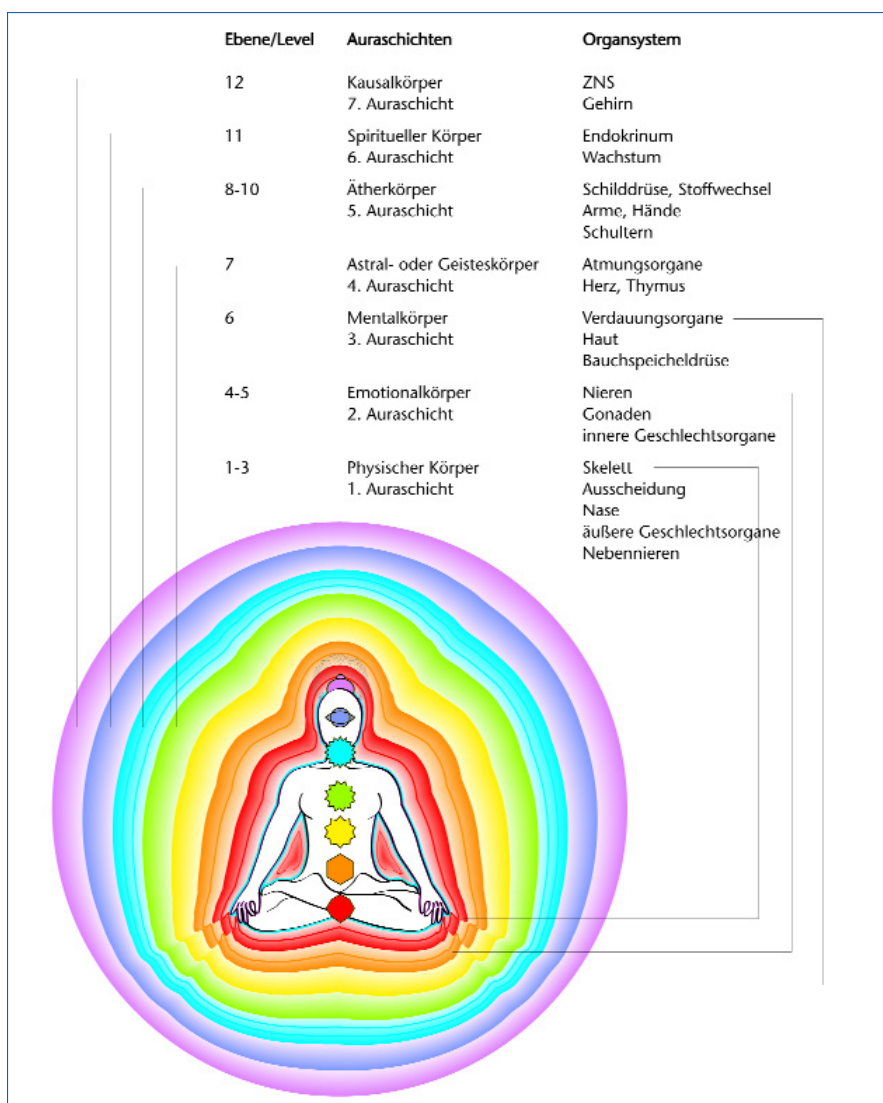 Ebene/Level Auraschichten Organsystem
12 Kausalkörper ZNS
7. Auraschicht Gehirn
11 Spiritueller Körper Endokrinum
6. Auraschicht Wachstum
8-10 Ätherkörper Schilddrüse, Stoffwechsel
5. Auraschicht Arme, Hände
Schultern
7 Astral- oder Geisteskörper Atmungsorgane
4. Auraschicht Herz, Thymus
6 Mentalkörper Verdauungsorgane
3. Auraschicht Haut
Bauchspeicheldrüse
4-5 Emotionalkörper Nieren
2. Auraschicht Gonaden
innere Geschlechtsorgane
1-3 Physischer Körper Skelett
1. Auraschicht Ausscheidung
Nase
äußere Geschlechtsorgane
Nebennieren